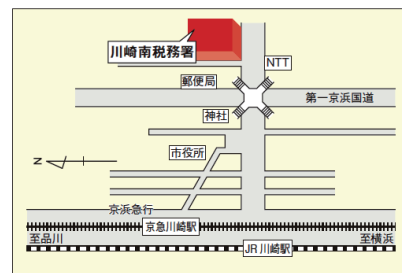 川崎南税務署
NTT
郵便局
第一京浜国道
神社
市役所
N
京浜急行
京急川崎駅
至品川
至横浜
JR川崎駅